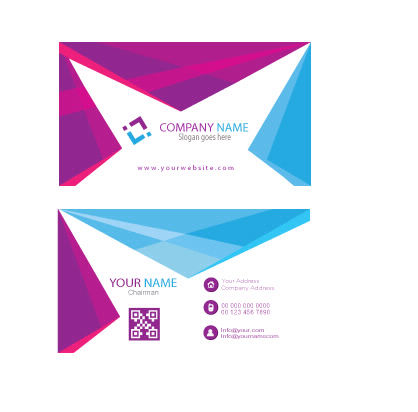 COMPANY NAME
Slogan goes here
www.yourwebsite.com
YOUR NAME
Chairman
Your Address
Company Address
00 000 000 0000
00 123 456 7890
info@your.com
info@yournamscom